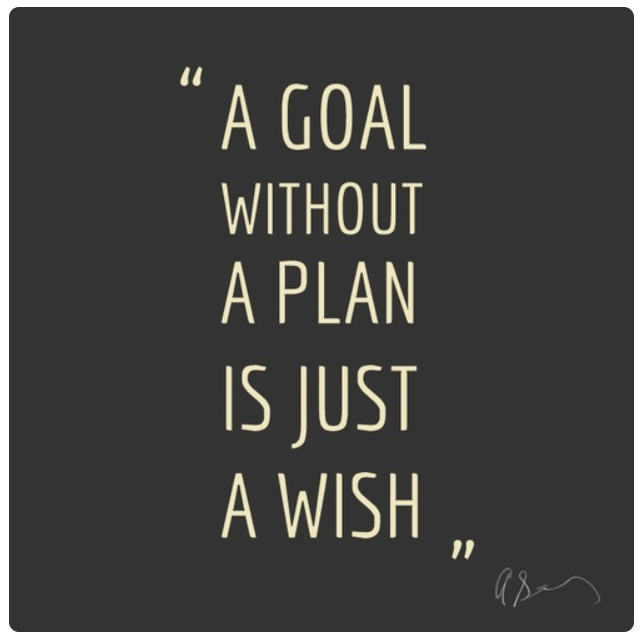 “ A GOAL
WITHOUT
A PLAN
IS JUST
A WISH ”